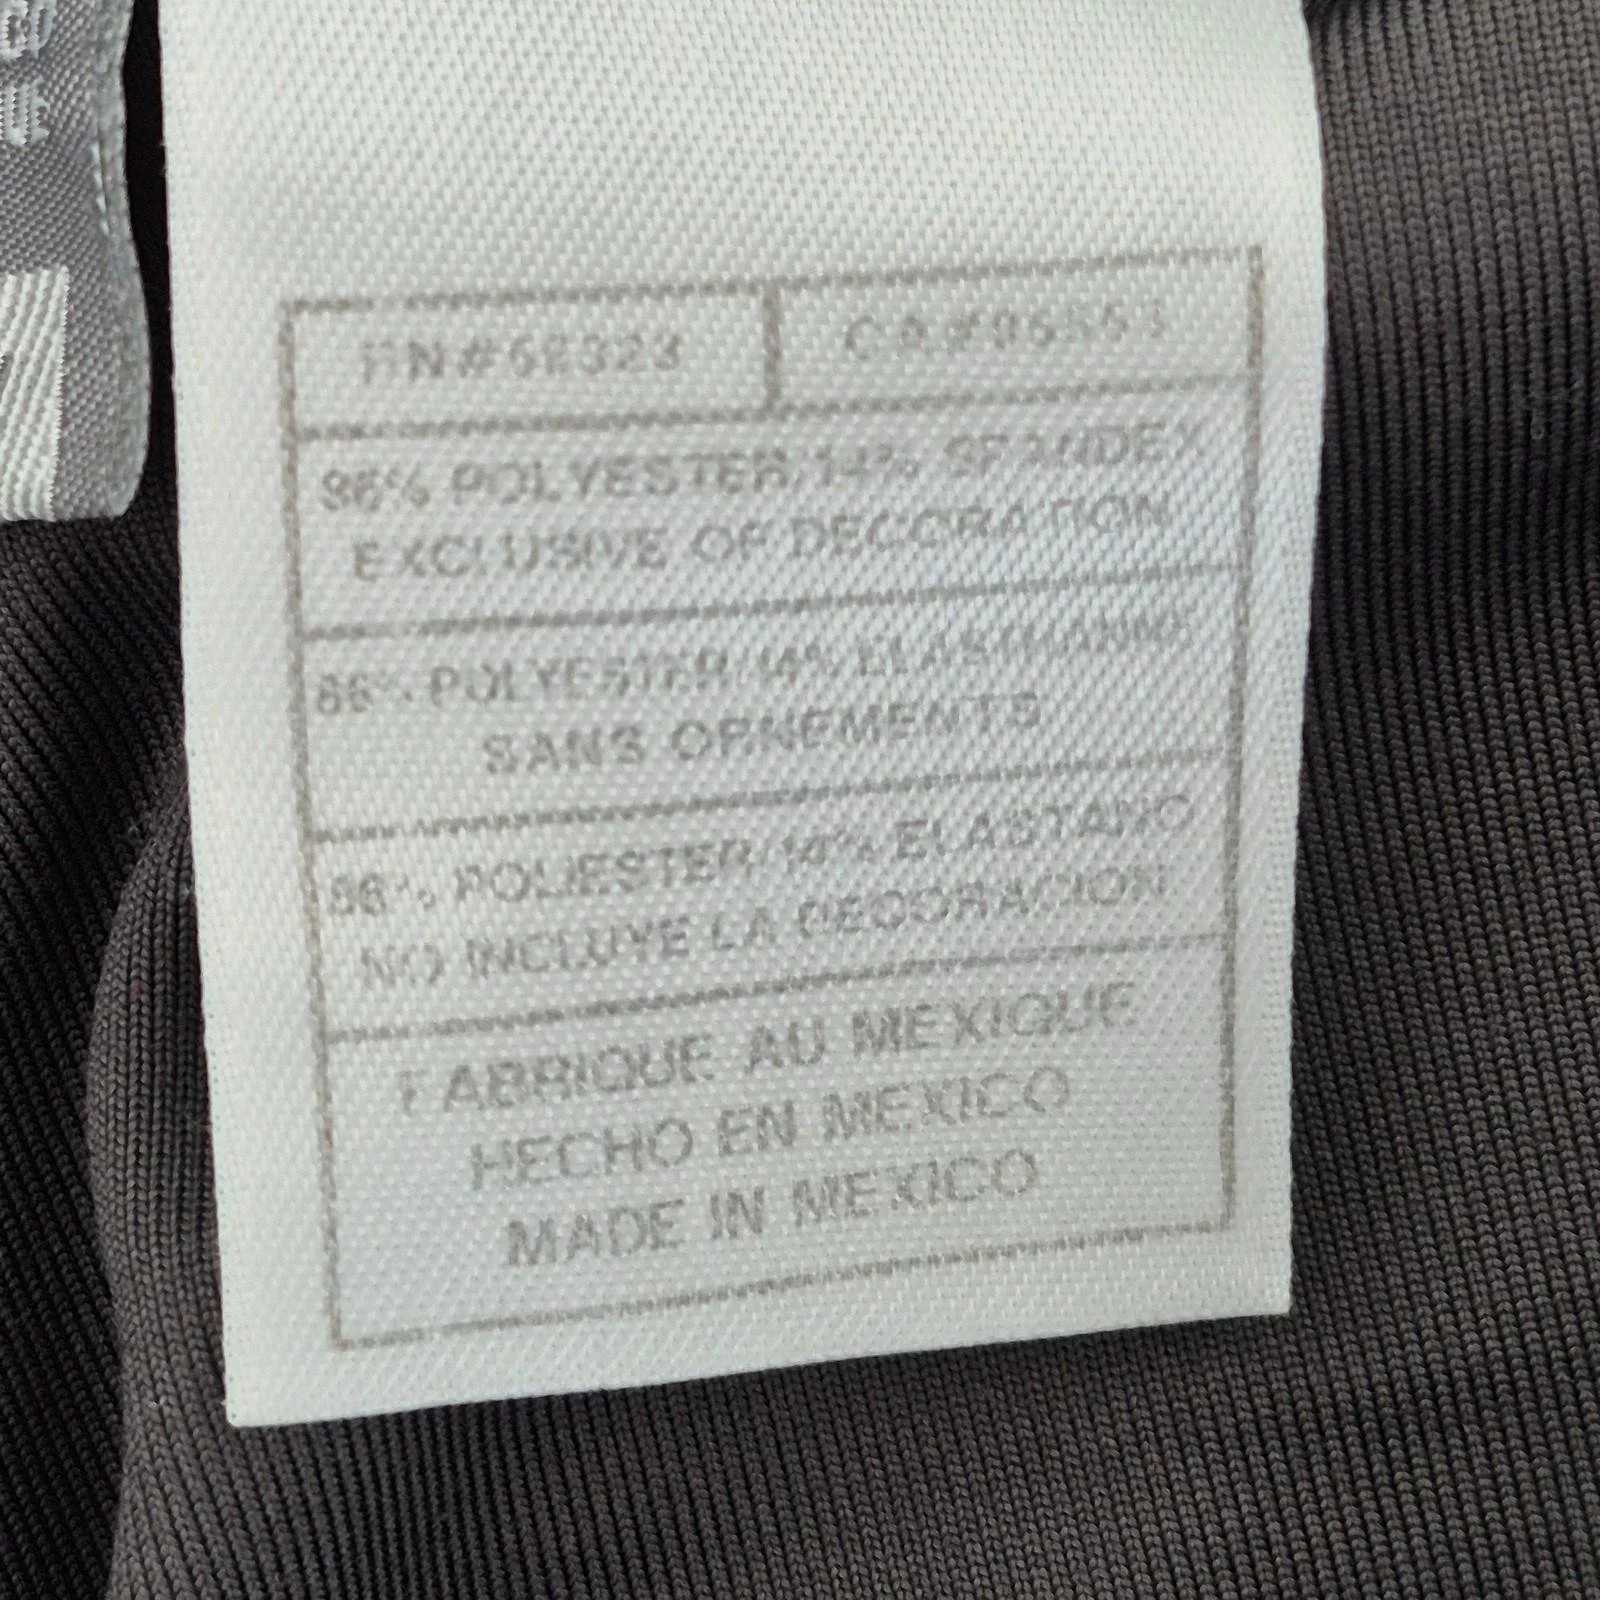 RN#
86% POLYESTER/14% SPANDEX
EXCLUSIVE OF DECORATION
86% POLYESTER/14% ELASTHANNE
SANS ORNEMENTS
86% POLIESTER/14% ELASTANO
NO INCLUYE LA DECORACION
FABRIQUE AU MEXIQUE
HECHO EN MEXICO
MADE IN MEXICO